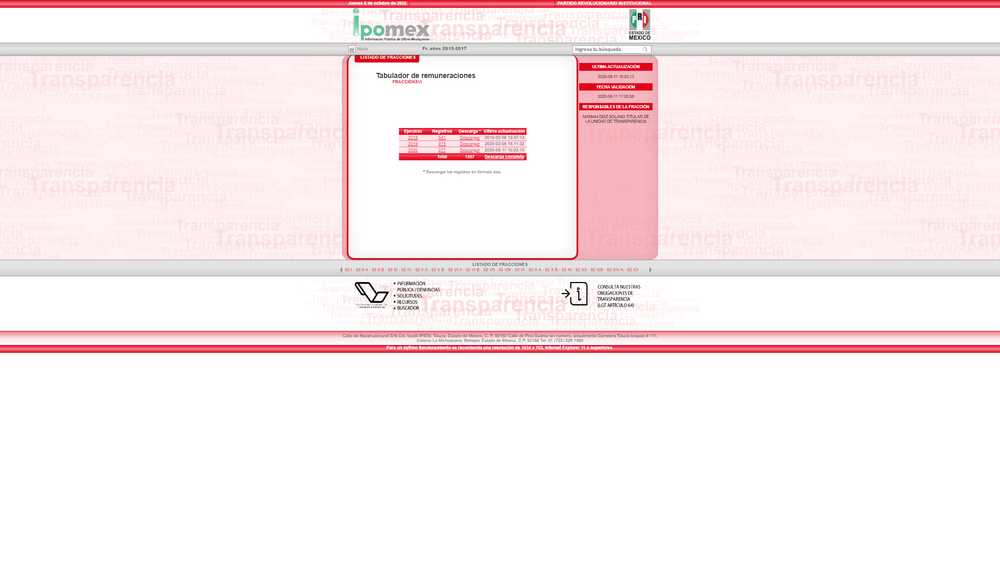 Jueves 8 de octubre de 2020
PARTIDO REVOLUCIONARIO INSTITUCIONAL
ipomex
Información Pública de Oficio Mexiquense
PRI
ESTADO DE
MÉXICO
Inicio
Fr. años 2015-2017
Ingresa tu búsqueda
LISTADO DE FRACCIONES
Tabulador de remuneraciones
FRACCIÓNXVI
Ejercicio Registros Descarga * Ultima actualización
2018 541 Descargar 2019-02-08 12:47:14
2019 879 Descargar 2020-02-05 16:11:32
2020 277 Descargar 2020-08-11 10:03:13
Total 1697 Descarga completa
* Descargar los registros en formato xlsx.
ULTIMA ACTUALIZACIÓN
2020-08-11 10:03:13
FECHA VALIDACIÓN
2020-08-11 17:00:58
RESPONSABLES DE LA FRACCIÓN
MARIAN DÍAZ SOLANO TITULAR DE
LA UNIDAD DE TRANSPARENCIA
LISTADO DE FRACCIONES
92 I - 92 II A - 92 II B - 92 III - 92 IV - 92 V A - 92 V B - 92 VI A - 92 VI B - 92 VII - 92 VIII - 92 IX - 92 X A - 92 X B - 92 XI - 92 XII - 92 XIII - 92 XIV A - 92 XIV
PLATAFORMA NACIONAL DE
TRANSPARENCIA
• INFORMACIÓN
PÚBLICA / DENUNCIAS
• SOLICITUDES
• RECURSOS
• BUSCADOR
CONSULTA NUESTRAS
OBLIGACIONES DE
TRANSPARENCIA
(LGT ARTÍCULO 64)
Calle de Nezahualcoyotl S/N Col. Izcalli IPIEM, Toluca, Estado de México. C. P. 50150 Calle de Pino Suárez sin número, actualmente Carretera Toluca-Ixtapan # 111,
Colonia La Michoacana; Metepec Estado de México, C.P. 52166 Tel: 01 (722) 226 1980
Para un óptimo funcionamiento se recomienda una resolución de 1024 x 768, Internet Explorer 11 o superiores.